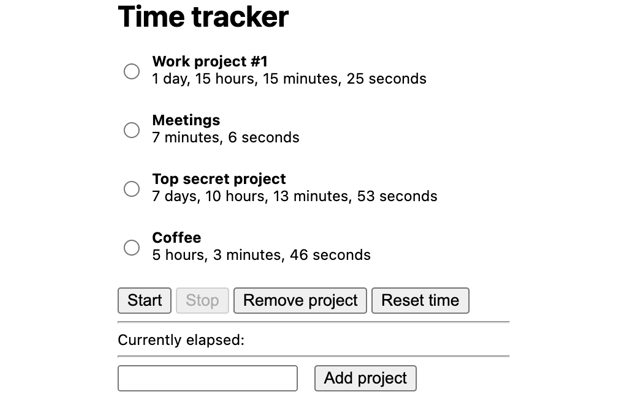 Time tracker
Work project #1
1 day, 15 hours, 15 minutes, 25 seconds
Meetings
7 minutes, 6 seconds
Top secret project
7 days, 10 hours, 13 minutes, 53 seconds
Coffee
5 hours, 3 minutes, 46 seconds
Start Stop Remove project Reset time
Currently elapsed:
Add project